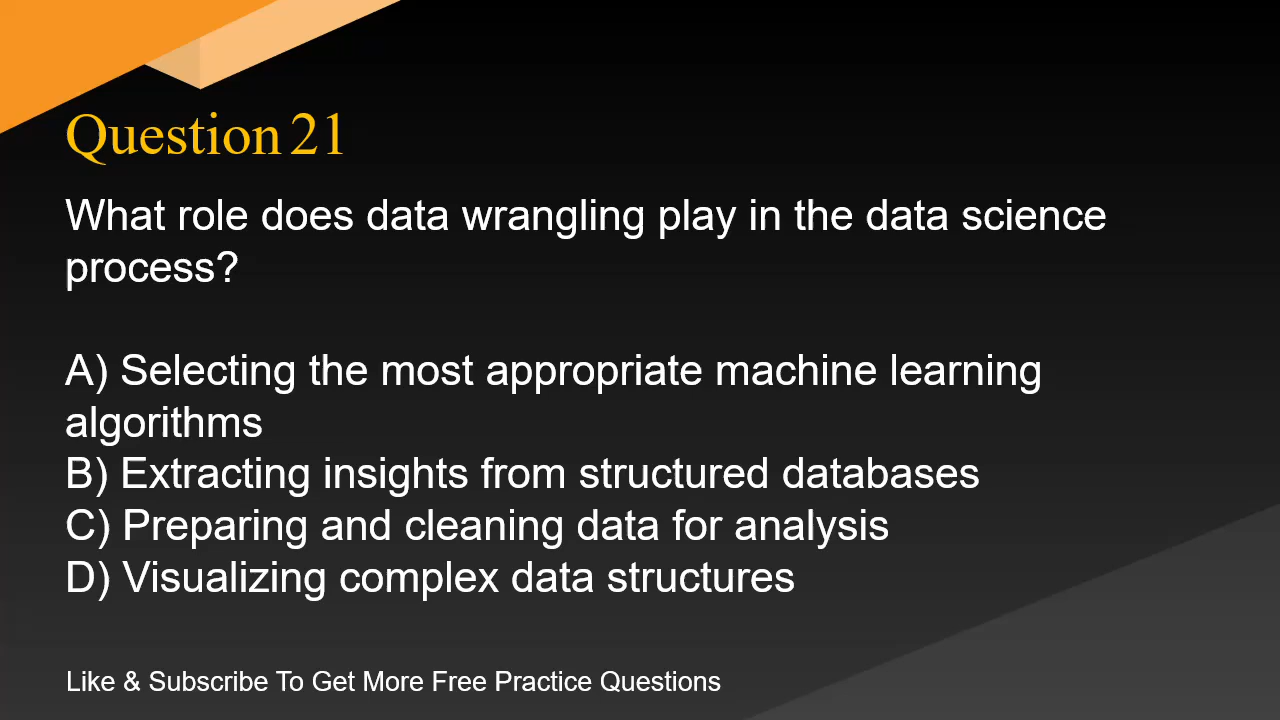 Question 21
What role does data wrangling play in the data science
process?
A) Selecting the most appropriate machine learning
algorithms
B) Extracting insights from structured databases
C) Preparing and cleaning data for analysis
D) Visualizing complex data structures
Like & Subscribe To Get More Free Practice Questions